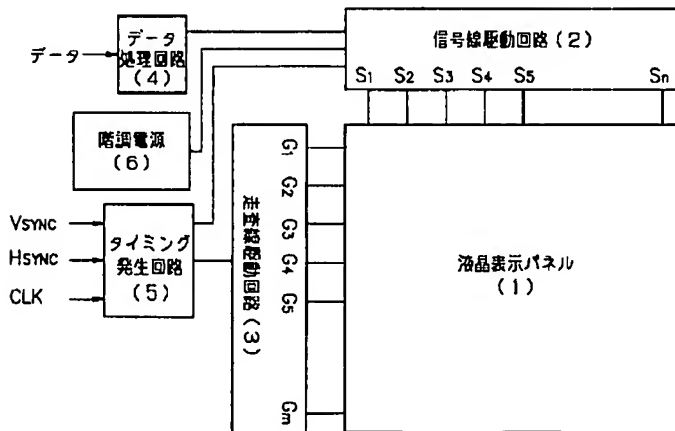 データ
データ
処理回路
(4)
信号線駆動回路(2)
S1 S2 S3 S4 S5 Sn
階調電源
(6)
VSYNC
HSYNC
CLK
タイミング
発生回路
(5)
走査線駆動回路(3)
G1
G2
G3
G4
G5
Gm
液晶表示パネル
(1)